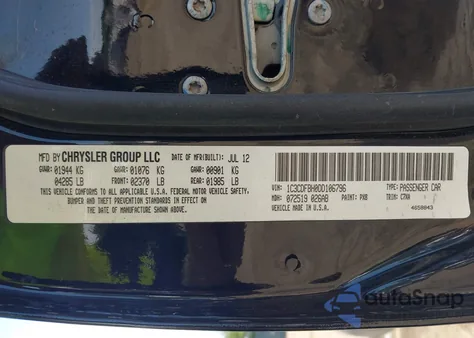 MFD BY CHRYSLER GROUP LLC DATE OF MFR(BUILT): JUL 12
GVWR: 01944 KG GAWR: 01076 KG GAWR: 00901 KG
04285 LB FRONT: 02370 LB REAR: 01985 LB
THIS VEHICLE CONFORMS TO ALL APPLICABLE U.S.A. FEDERAL MOTOR VEHICLE SAFETY,
BUMPER AND THEFT PREVENTION STANDARDS IN EFFECT ON
THE DATE OF MANUFACTURE SHOWN ABOVE.
VIN: 1C3CDFBH0DD106796 TYPE: PASSENGER CAR
MDH: 072519 026AB PAINT: PXB TRIM: C7X8
VEHICLE MADE IN U.S.A. 4658843
autoSnap